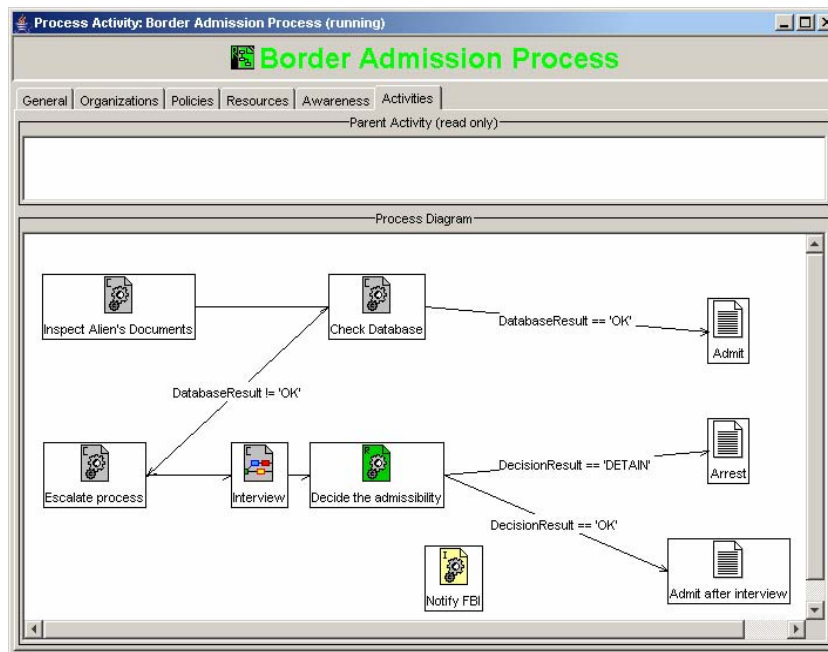 Process Activity: Border Admission Process (running)
Border Admission Process
General Organizations Policies Resources Awareness Activities
Parent Activity (read only)
Process Diagram
C
Inspect Alien's Documents
C
Check Database
DatabaseResult == 'OK'
Admit
DatabaseResult != 'OK'
C
Escalate process
C
Interview
R
Decide the admissibility
DecisionResult == 'DETAIN'
Arrest
DecisionResult == 'OK'
Admit after interview
I
Notify FBI